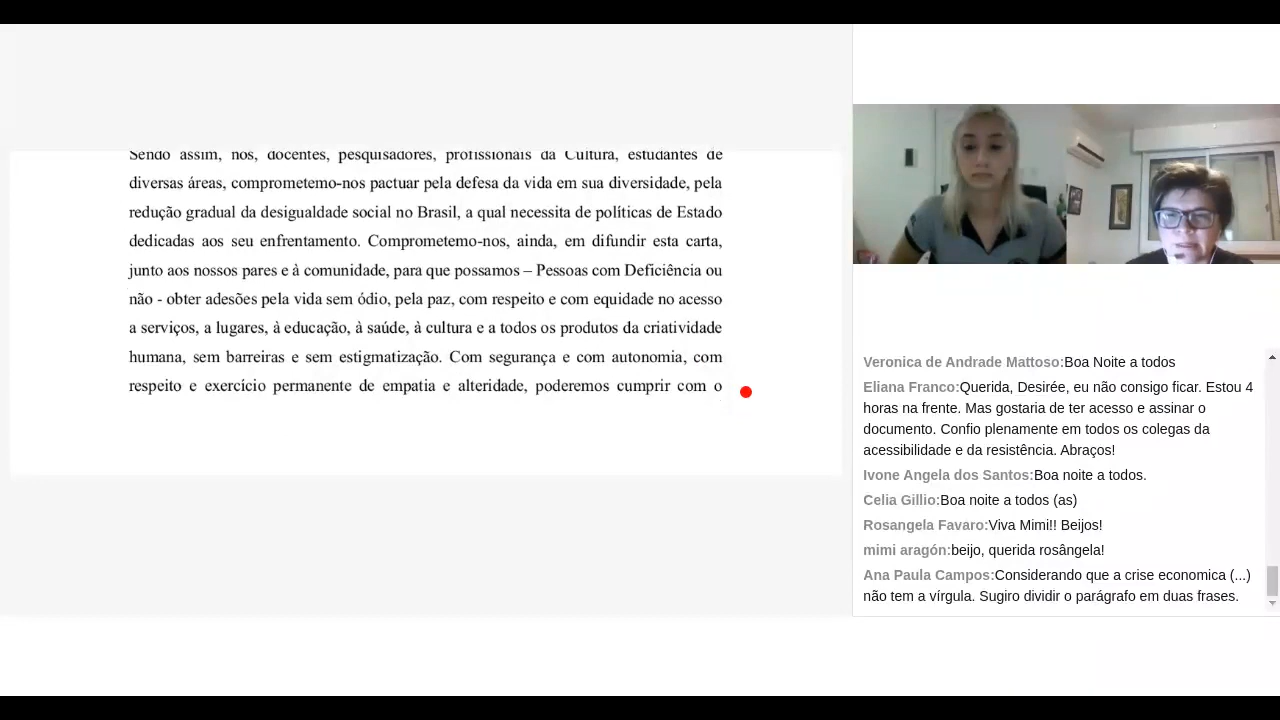 Sendo assim, nós, docentes, pesquisadores, profissionais da Cultura, estudantes de
diversas áreas, comprometemo-nos pactuar pela defesa da vida em sua diversidade, pela
redução gradual da desigualdade social no Brasil, a qual necessita de políticas de Estado
dedicadas aos seu enfrentamento. Comprometemo-nos, ainda, em difundir esta carta,
junto aos nossos pares e à comunidade, para que possamos – Pessoas com Deficiência ou
não - obter adesões pela vida sem ódio, pela paz, com respeito e com equidade no acesso
a serviços, a lugares, à educação, à saúde, à cultura e a todos os produtos da criatividade
humana, sem barreiras e sem estigmatização. Com segurança e com autonomia, com
respeito e exercício permanente de empatia e alteridade, poderemos cumprir com o
Veronica de Andrade Mattoso:Boa Noite a todos
Eliana Franco:Querida, Desirée, eu não consigo ficar. Estou 4
horas na frente. Mas gostaria de ter acesso e assinar o
documento. Confio plenamente em todos os colegas da
acessibilidade e da resistência. Abraços!
Ivone Angela dos Santos:Boa noite a todos.
Celia Gillio:Boa noite a todos (as)
Rosangela Favaro:Viva Mimi!! Beijos!
mimi aragón:beijo, querida rosângela!
Ana Paula Campos:Considerando que a crise economica (...)
não tem a vírgula. Sugiro dividir o parágrafo em duas frases.